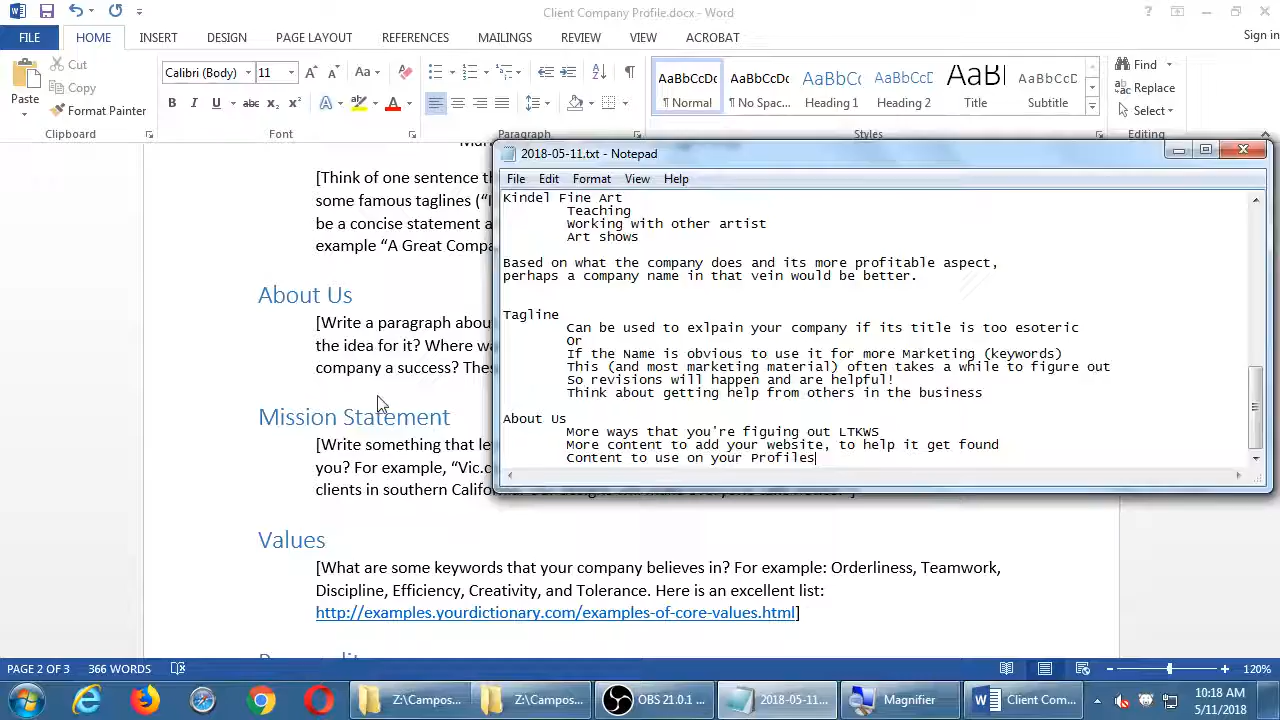 Client Company Profile.docx - Word
FILE HOME INSERT DESIGN PAGE LAYOUT REFERENCES MAILINGS REVIEW VIEW ACROBAT Sign in
Paste
Cut
Copy
Format Painter
Clipboard
Calibri (Body) 11
Font
Paragraph
AaBbCcDc AaBbCcDc AaBbCc AaBbCcD AaB AaBbCcD
¶ Normal ¶ No Spac... Heading 1 Heading 2 Title Subtitle
Styles
Find
Replace
Select
Editing
[Think of one sentence
some famous taglines
be a concise statement
example “A Great Comp
About Us
[Write a paragraph abou
the idea for it? Where
company a success? Thes
Mission Statement
[Write something that
you? For example, “Vic.c
clients in southern
Values
[What are some keywords that your company believes in? For example: Orderliness, Teamwork,
Discipline, Efficiency, Creativity, and Tolerance. Here is an excellent list:
http://examples.yourdictionary.com/examples-of-core-values.html]
2018-05-11.txt - Notepad
File Edit Format View Help
Kindel Fine Art
Teaching
Working with other artist
Art shows
Based on what the company does and its more profitable aspect,
perhaps a company name in that vein would be better.
Tagline
Can be used to exlpain your company if its title is too esoteric
Or
If the Name is obvious to use it for more Marketing (keywords)
This (and most marketing material) often takes a while to figure out
So revisions will happen and are helpful!
Think about getting help from others in the business
About Us
More ways that you're figuing out LTKWS
More content to add your website, to help it get found
Content to use on your Profiles
PAGE 2 OF 3 366 WORDS 120%
Z:\Campos... Z:\Campos... OBS 21.0.1 ... 2018-05-11... Magnifier Client Com...
10:18 AM
5/11/2018